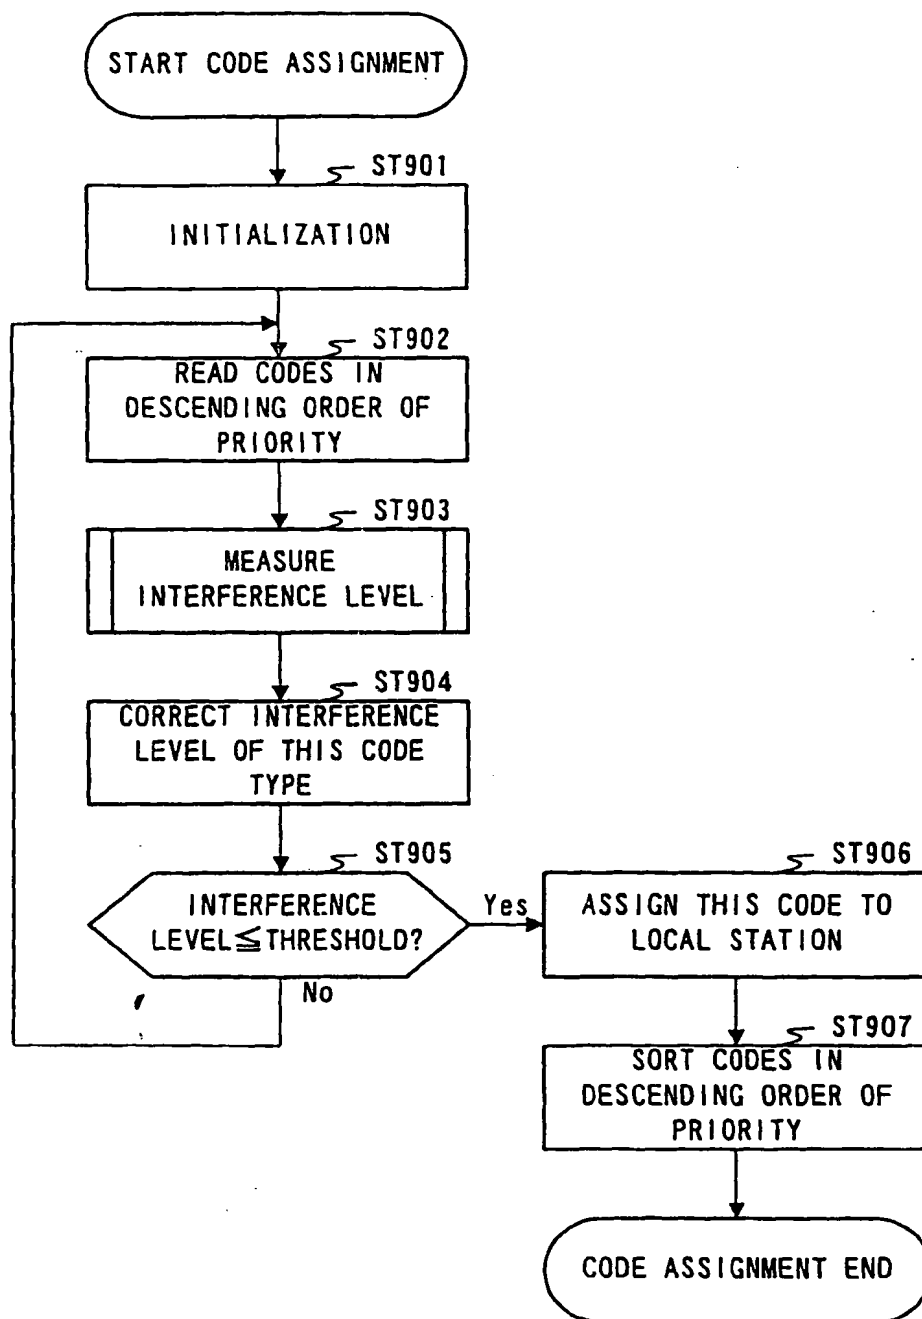 START CODE ASSIGNMENT
ST901
INITIALIZATION
ST902
READ CODES IN
DESCENDING ORDER OF
PRIORITY
ST903
MEASURE
INTERFERENCE LEVEL
ST904
CORRECT INTERFERENCE
LEVEL OF THIS CODE
TYPE
ST905
INTERFERENCE
LEVEL≦THRESHOLD?
Yes
No
ST906
ASSIGN THIS CODE TO
LOCAL STATION
ST907
SORT CODES IN
DESCENDING ORDER OF
PRIORITY
CODE ASSIGNMENT END